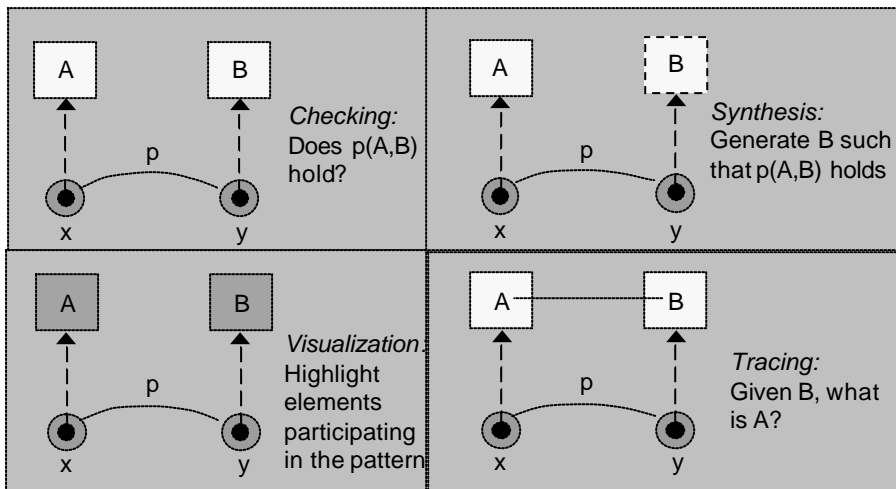 A
B
Checking:
Does p(A,B)
hold?
p
x
y
A
B
Synthesis:
Generate B such
that p(A,B) holds
p
x
y
A
B
Visualization:
Highlight
elements
participating
in the pattern
p
x
y
A
B
Tracing:
Given B, what
is A?
p
x
y